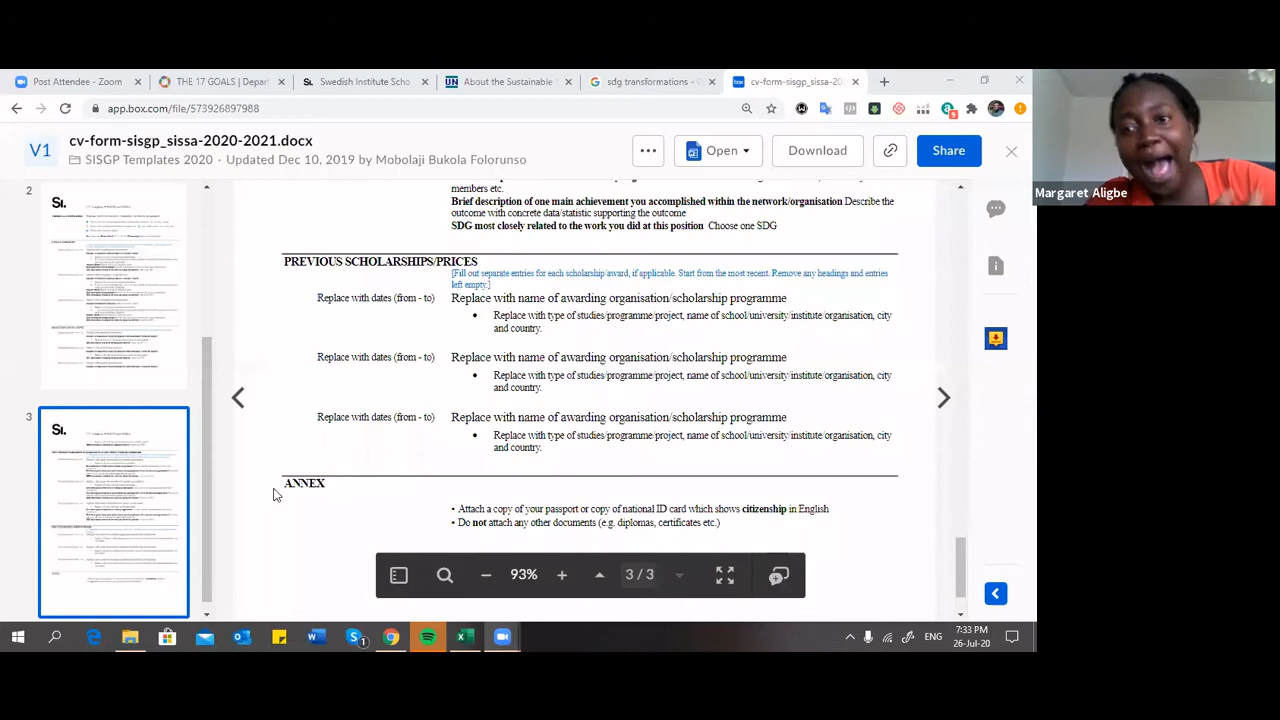 Post Attendee - Zoom
THE 17 GOALS | Depart
Swedish Institute Scho
About the Sustainable
sdg transformations - G
cv-form-sisgp_sissa-202
app.box.com/file/573926897988
9
V1
cv-form-sisgp_sissa-2020-2021.docx
SISGP Templates 2020 · Updated Dec 10, 2019 by Mobolaji Bukola Folorunso
Open
Download
Share
Margaret Aligbe
2
SI.
members etc.
Brief description of one main achievement you accomplished within the network/organisation Describe the
outcome with concrete data/statistic supporting the outcome
SDG most closely related to the work you did at this position Choose one SDG
PREVIOUS SCHOLARSHIPS/PRICES
[Fill out separate entries for each scholarship/award, if applicable. Start from the most recent. Remove any headings and entries
left empty.]
Replace with dates (from - to) Replace with name of awarding organisation/scholarship programme
• Replace with type of studies/programme/project, name of school/university/institute/organisation, city
and country.
Replace with dates (from - to) Replace with name of awarding organisation/scholarship programme
• Replace with type of studies/programme/project, name of school/university/institute/organisation, city
and country.
Replace with dates (from - to) Replace with name of awarding organisation/scholarship programme
• Replace with type of studies/programme/project, name of school/university/institute/organisation, city
and country.
ANNEX
• Attach a copy of your passport or copy of national ID card which shows citizenship in English
• Do not attach any other documents (e.g. diplomas, certificates etc.)
3
SI.
93%
3 / 3
ENG
7:33 PM
26-Jul-20